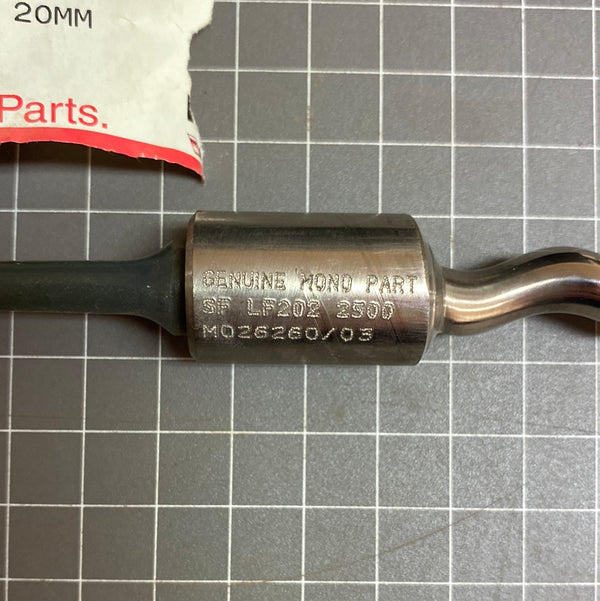 20MM
Parts.
GENUINE MONO PART
SF LF202 2500
M026260/03